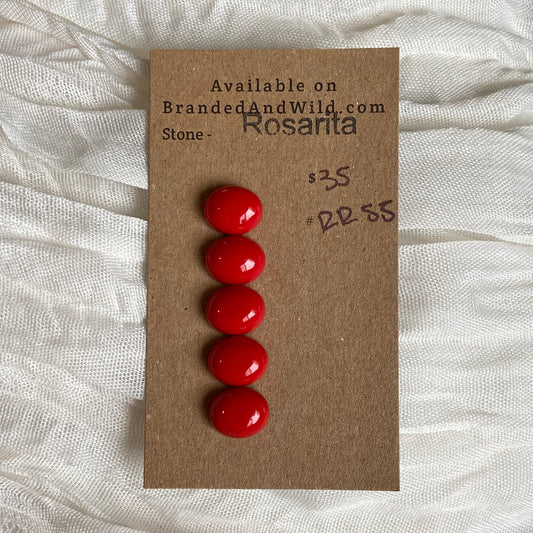 Available on
BrandedAndWild.com
Stone - Rosarita
$35
#RR55